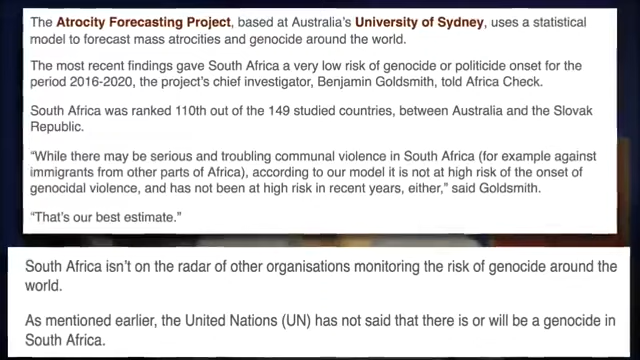 The Atrocity Forecasting Project, based at Australia's University of Sydney, uses a statistical
model to forecast mass atrocities and genocide around the world.
The most recent findings gave South Africa a very low risk of genocide or politicide onset for the
period 2016-2020, the project's chief investigator, Benjamin Goldsmith, told Africa Check.
South Africa was ranked 110th out of the 149 studied countries, between Australia and the Slovak
Republic.
“While there may be serious and troubling communal violence in South Africa (for example against
immigrants from other parts of Africa), according to our model it is not at high risk of the onset of
genocidal violence, and has not been at high risk in recent years, either,” said Goldsmith.
“That's our best estimate.”
South Africa isn't on the radar of other organisations monitoring the risk of genocide around the
world.
As mentioned earlier, the United Nations (UN) has not said that there is or will be a genocide in
South Africa.